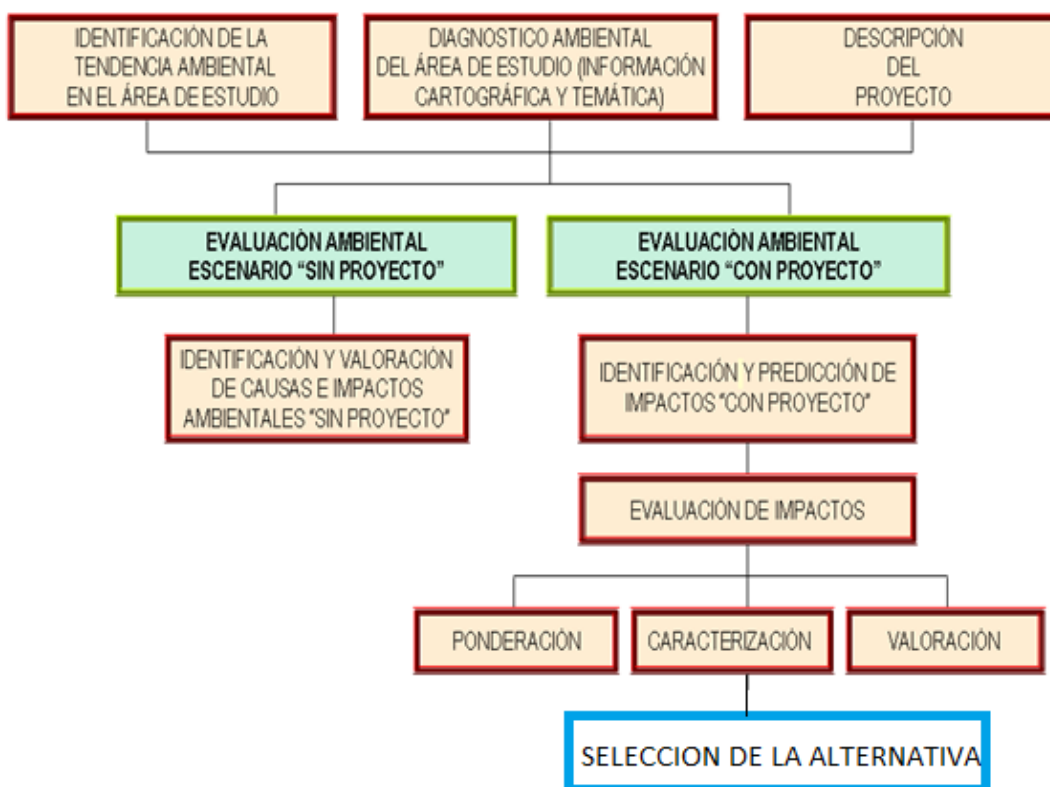 IDENTIFICACIÓN DE LA
TENDENCIA AMBIENTAL
EN EL ÁREA DE ESTUDIO
DIAGNOSTICO AMBIENTAL
DEL ÁREA DE ESTUDIO (INFORMACIÓN
CARTOGRÁFICA Y TEMÁTICA)
DESCRIPCIÓN
DEL
PROYECTO
EVALUACIÓN AMBIENTAL
ESCENARIO “SIN PROYECTO”
EVALUACIÓN AMBIENTAL
ESCENARIO “CON PROYECTO”
IDENTIFICACIÓN Y VALORACIÓN
DE CAUSAS E IMPACTOS
AMBIENTALES “SIN PROYECTO”
IDENTIFICACIÓN Y PREDICCIÓN DE
IMPACTOS “CON PROYECTO”
EVALUACIÓN DE IMPACTOS
PONDERACIÓN
CARACTERIZACIÓN
VALORACIÓN
SELECCION DE LA ALTERNATIVA